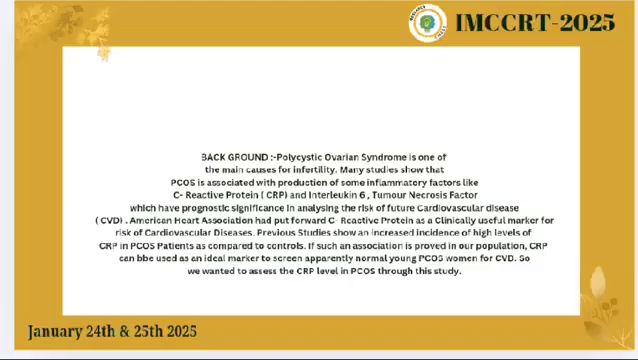 IMCCRT-2025
BACK GROUND :-Polycystic Ovarian Syndrome is one of
the main causes for infertility. Many studies show that
PCOS is associated with production of some inflammatory factors like
C- Reactive Protein ( CRP) and Interleukin 6 , Tumour Necrosis Factor
which have prognostic significance in analysing the risk of future Cardiovascular disease
( CVD) . American Heart Association had put forward C- Reactive Protein as a Clinically useful marker for
risk of Cardiovascular Diseases. Previous Studies show an increased incidence of high levels of
CRP in PCOS Patients as compared to controls. If such an association is proved in our population, CRP
can bbe used as an ideal marker to screen apparently normal young PCOS women for CVD. So
we wanted to assess the CRP level in PCOS through this study.
January 24th & 25th 2025